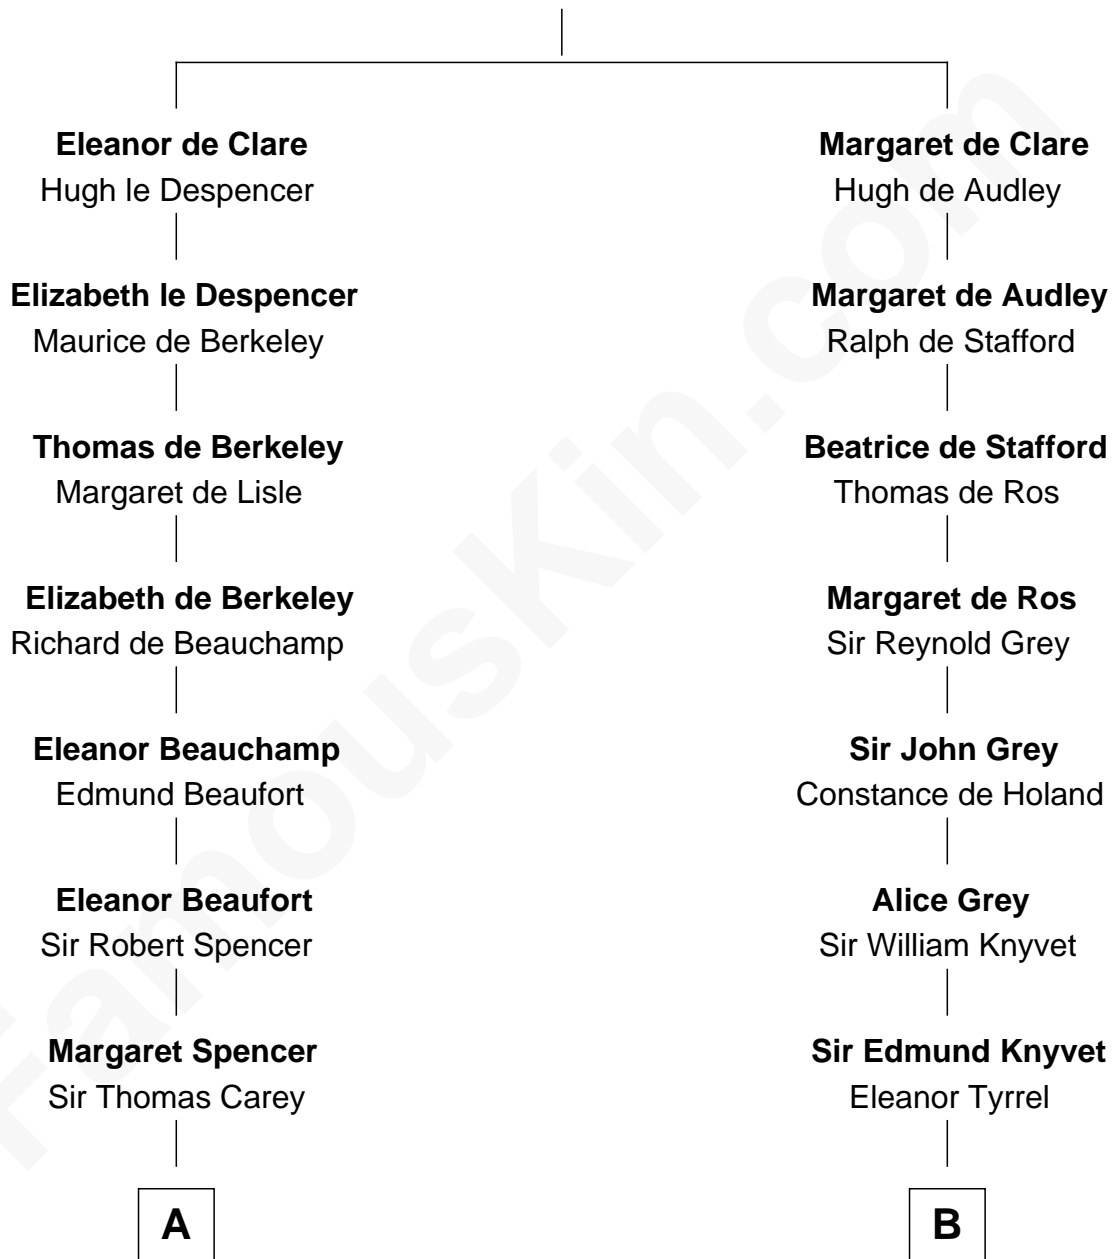 Eleanor de Clare
Hugh le Despencer
Elizabeth le Despencer
Maurice de Berkeley
Thomas de Berkeley
Margaret de Lisle
Elizabeth de Berkeley
Richard de Beauchamp
Eleanor Beauchamp
Edmund Beaufort
Eleanor Beaufort
Sir Robert Spencer
Margaret Spencer
Sir Thomas Carey
A
Margaret de Clare
Hugh de Audley
Margaret de Audley
Ralph de Stafford
Beatrice de Stafford
Thomas de Ros
Margaret de Ros
Sir Reynold Grey
Sir John Grey
Constance de Holand
Alice Grey
Sir William Knyvet
Sir Edmund Knyvet
Eleanor Tyrrel
B
FamousKin.com